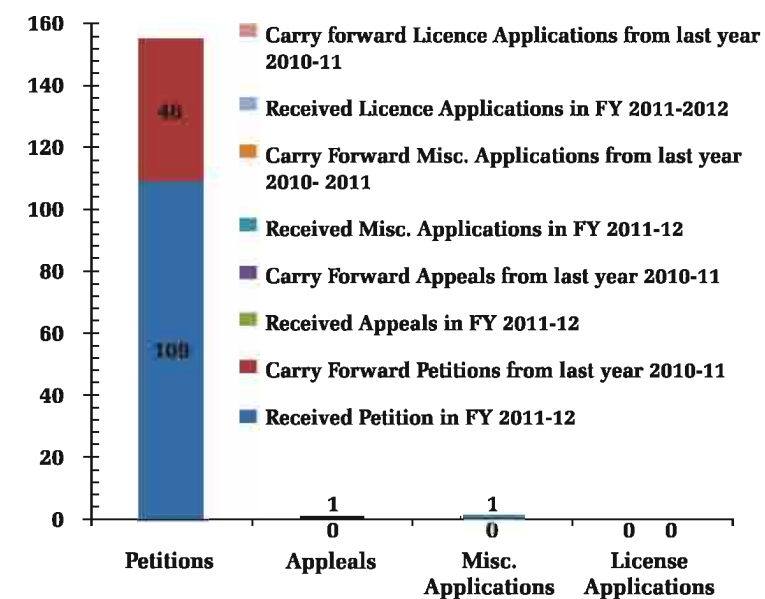 160
140
120
100
80
60
40
20
0
46
109
1
0
1
0
0 0
Petitions
Appleals
Misc.
Applications
License
Applications
Carry forward Licence Applications from last year
2010-11
Received Licence Applications in FY 2011-2012
Carry Forward Misc. Applications from last year
2010- 2011
Received Misc. Applications in FY 2011-12
Carry Forward Appeals from last year 2010-11
Received Appeals in FY 2011-12
Carry Forward Petitions from last year 2010-11
Received Petition in FY 2011-12